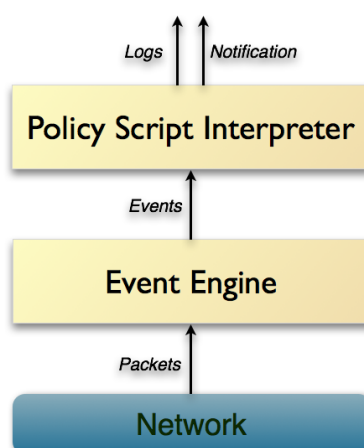 Logs
Notification
Policy Script Interpreter
Events
Event Engine
Packets
Network